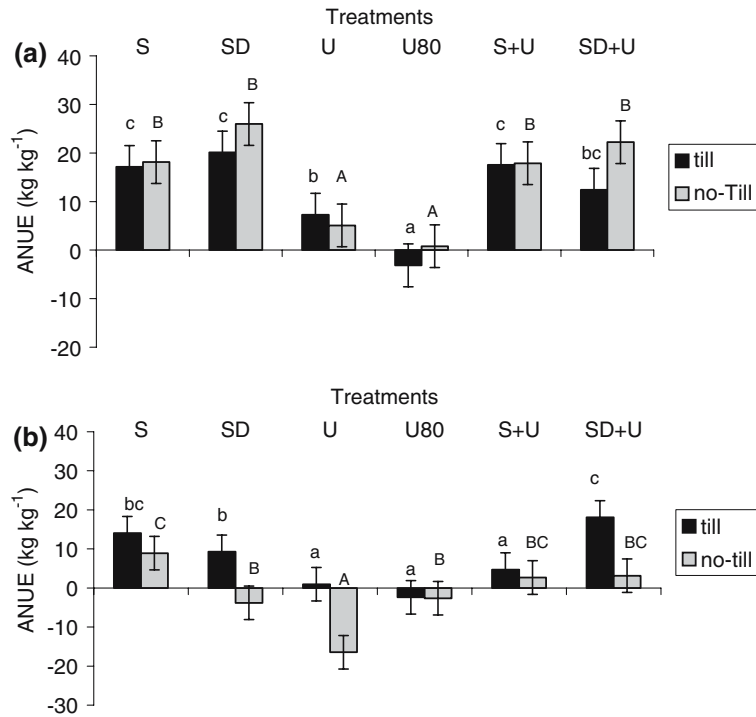 Treatments
(a) S SD U U80 S+U SD+U
ANUE (kg kg⁻¹)
40
30
20
10
0
-10
-20
c B c B b A a A c B bc B
till
no-Till
Treatments
(b) S SD U U80 S+U SD+U
ANUE (kg kg⁻¹)
40
30
20
10
0
-10
-20
-30
bc C b B a A a B a BC c BC
till
no-till